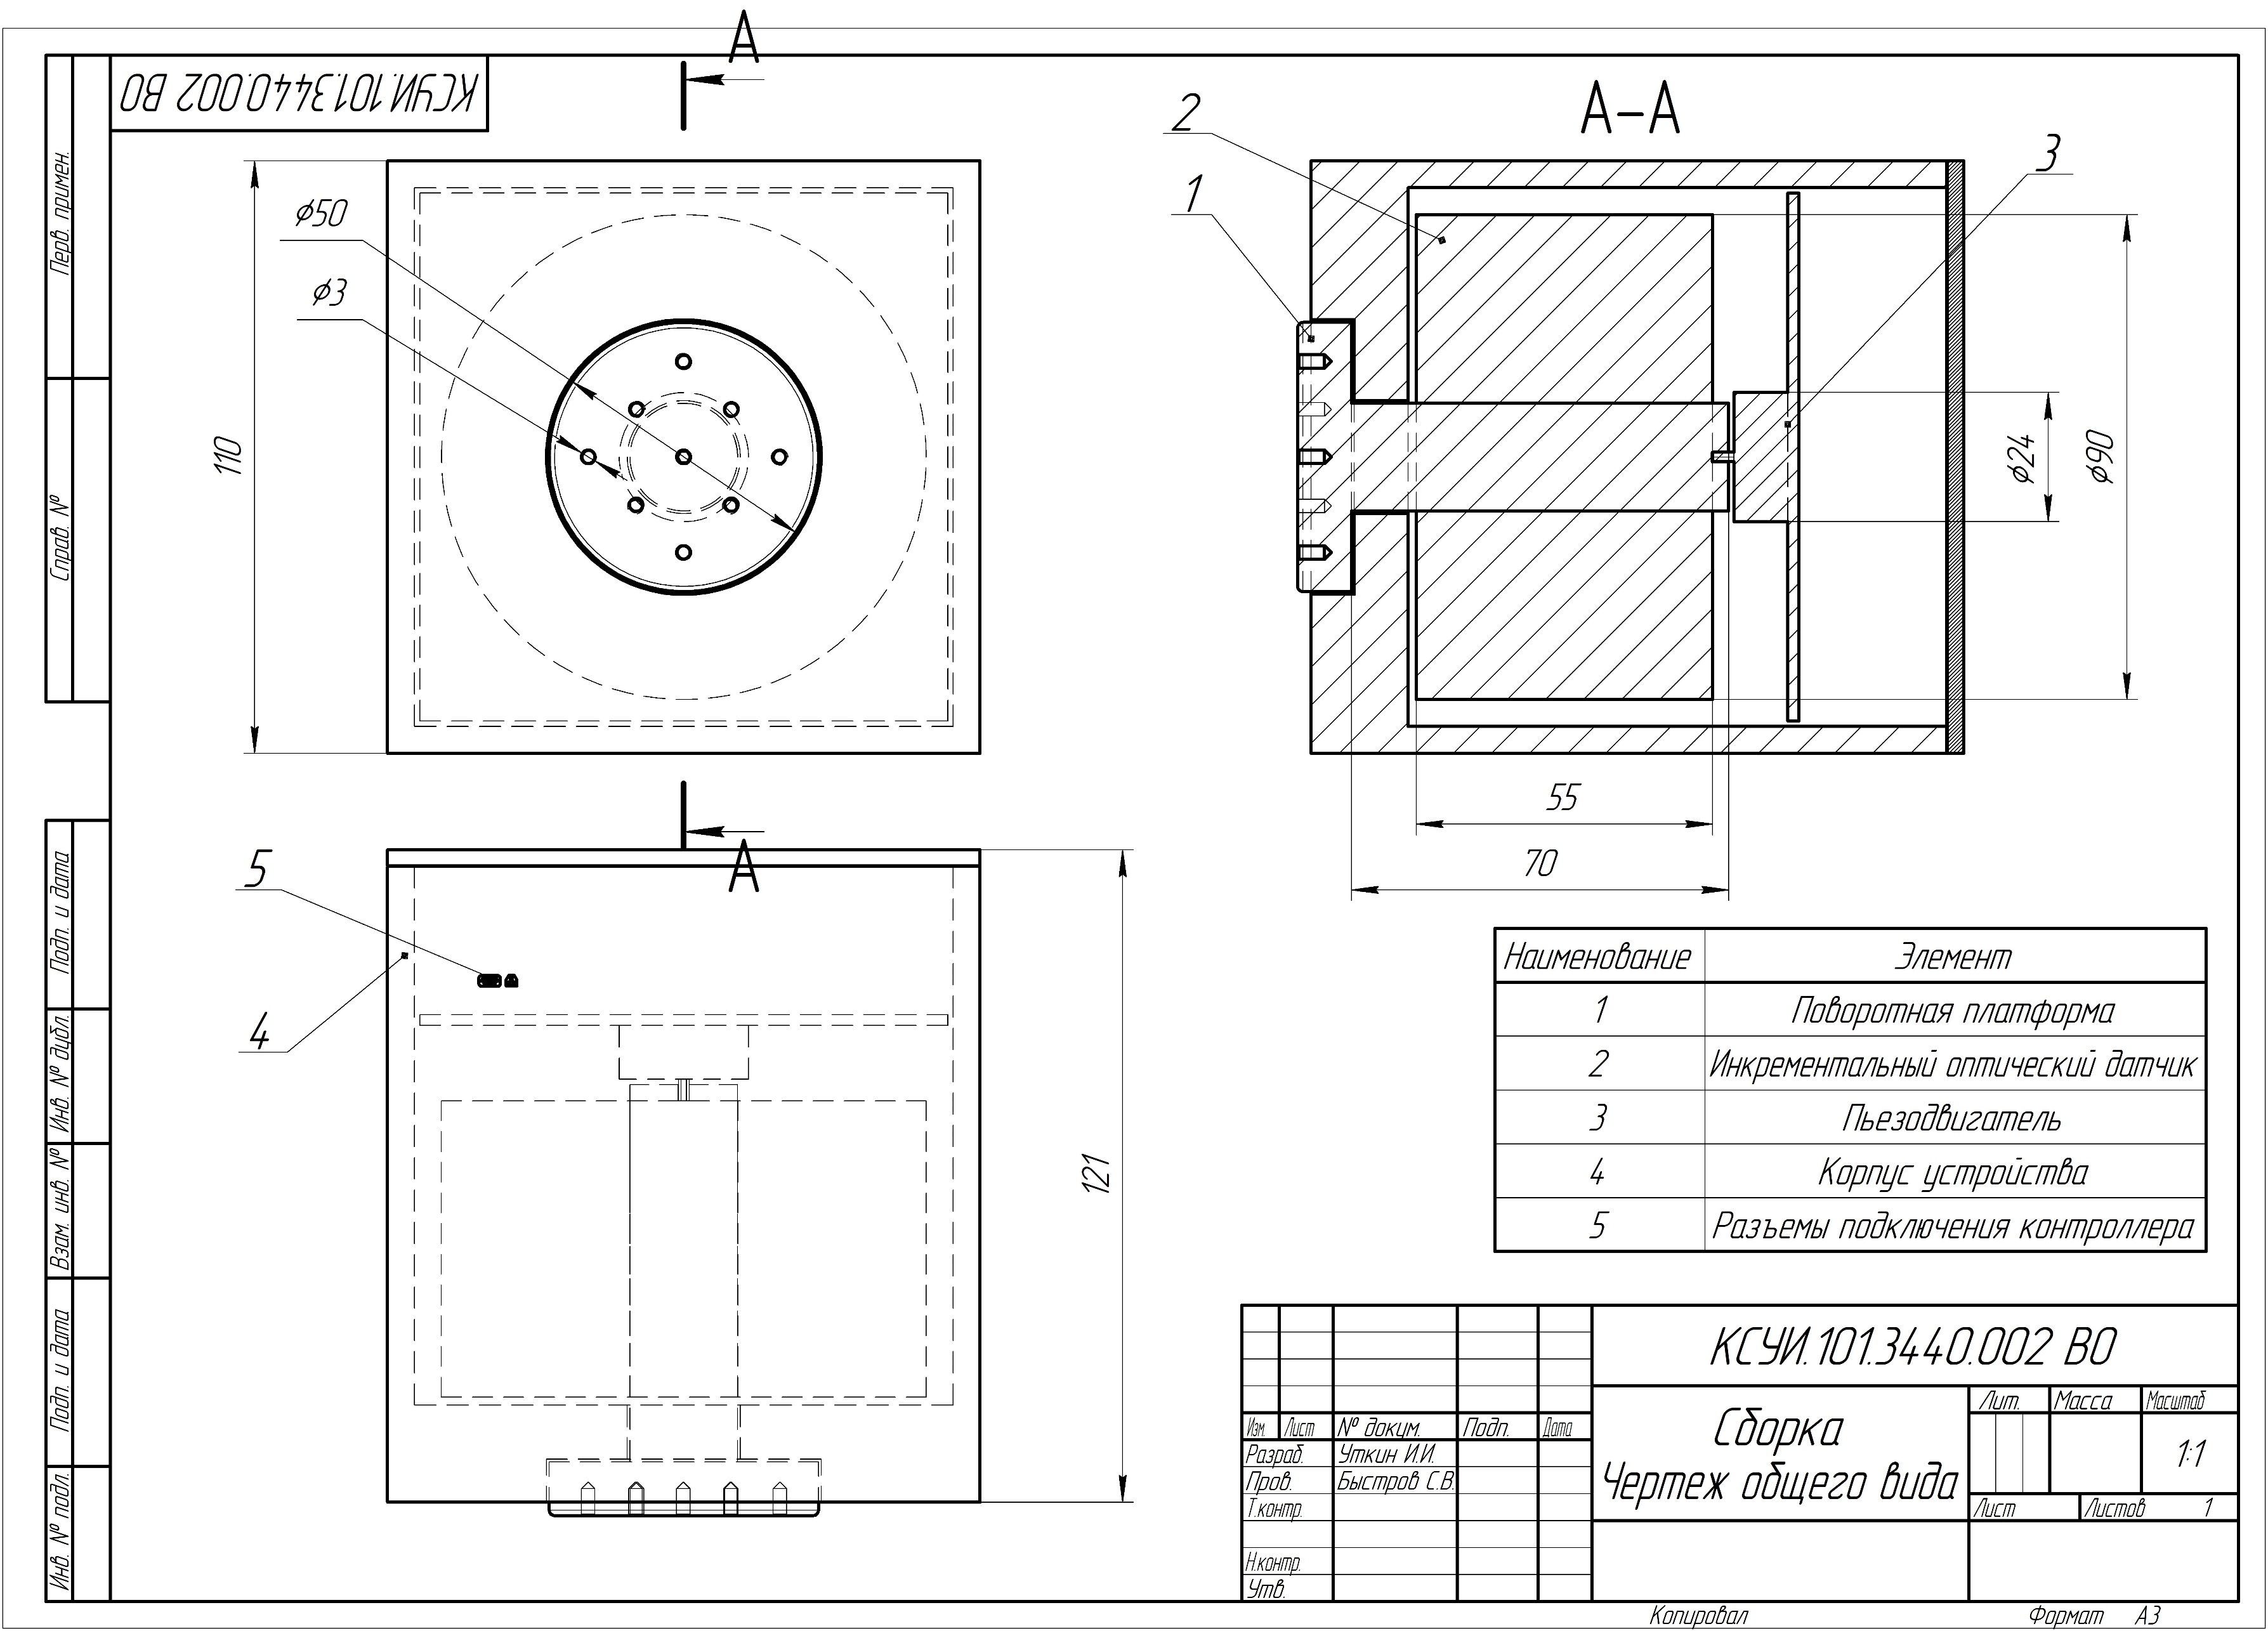 КСУИ.101.3440.002 ВО
Перв. примен.
Справ. №
Подп. и дата
Инв. № дубл.
Взам. инв. №
Подп. и дата
Инв. № подл.
А
А
А-А
⌀50
⌀3
110
1
2
3
⌀24
⌀90
55
70
5
4
121
Наименование Элемент
1 Поворотная платформа
2 Инкрементальный оптический датчик
3 Пьезодвигатель
4 Корпус устройства
5 Разъемы подключения контроллера
КСУИ.101.3440.002 ВО
Изм. Лист № докум. Подп. Дата
Разраб. Уткин И.И.
Пров. Быстров С.В.
Т.контр.
Н.контр.
Утв.
Сборка
Чертеж общего вида
Лит. Масса Масштаб
1:1
Лист Листов 1
Копировал Формат А3